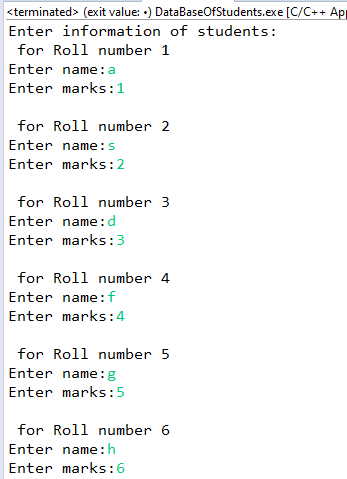 <terminated> (exit value: •) DataBaseOfStudents.exe [C/C++ Ap
Enter information of students:
for Roll number 1
Enter name:a
Enter marks:1
for Roll number 2
Enter name:s
Enter marks:2
for Roll number 3
Enter name:d
Enter marks:3
for Roll number 4
Enter name:f
Enter marks:4
for Roll number 5
Enter name:g
Enter marks:5
for Roll number 6
Enter name:h
Enter marks:6